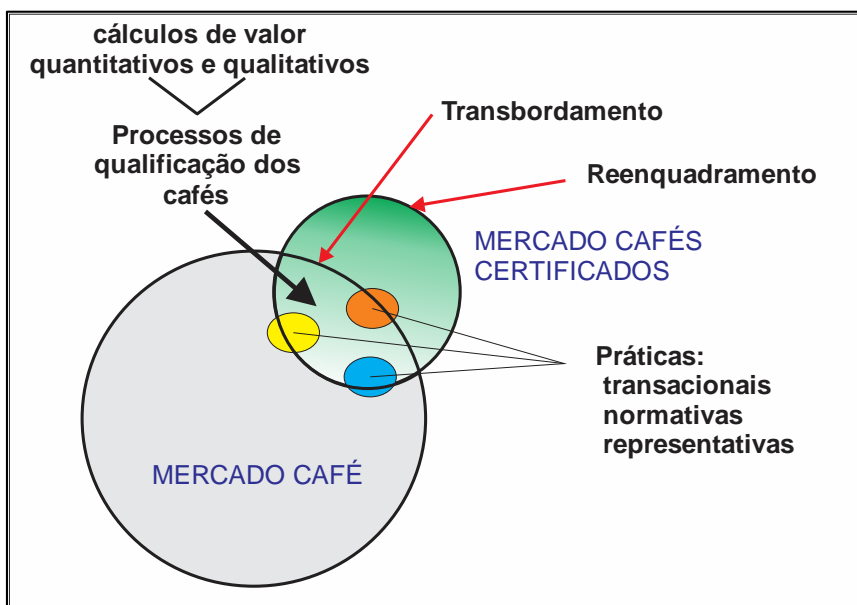 cálculos de valor
quantitativos e qualitativos
Processos de
qualificação dos
cafés
Transbordamento
Reenquadramento
MERCADO CAFÉS
CERTIFICADOS
Práticas:
transacionais
normativas
representativas
MERCADO CAFÉ